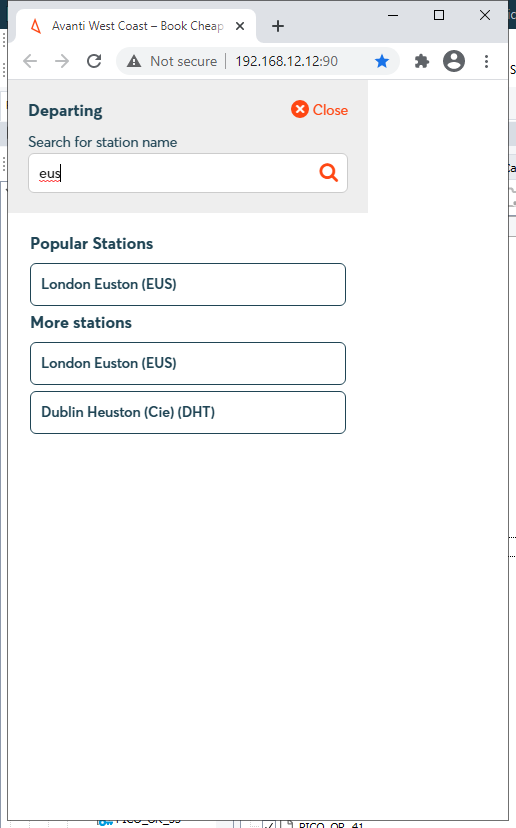 Avanti West Coast – Book Cheap
Not secure | 192.168.12.12:90
Departing
Close
Search for station name
eus
Popular Stations
London Euston (EUS)
More stations
London Euston (EUS)
Dublin Heuston (Cie) (DHT)